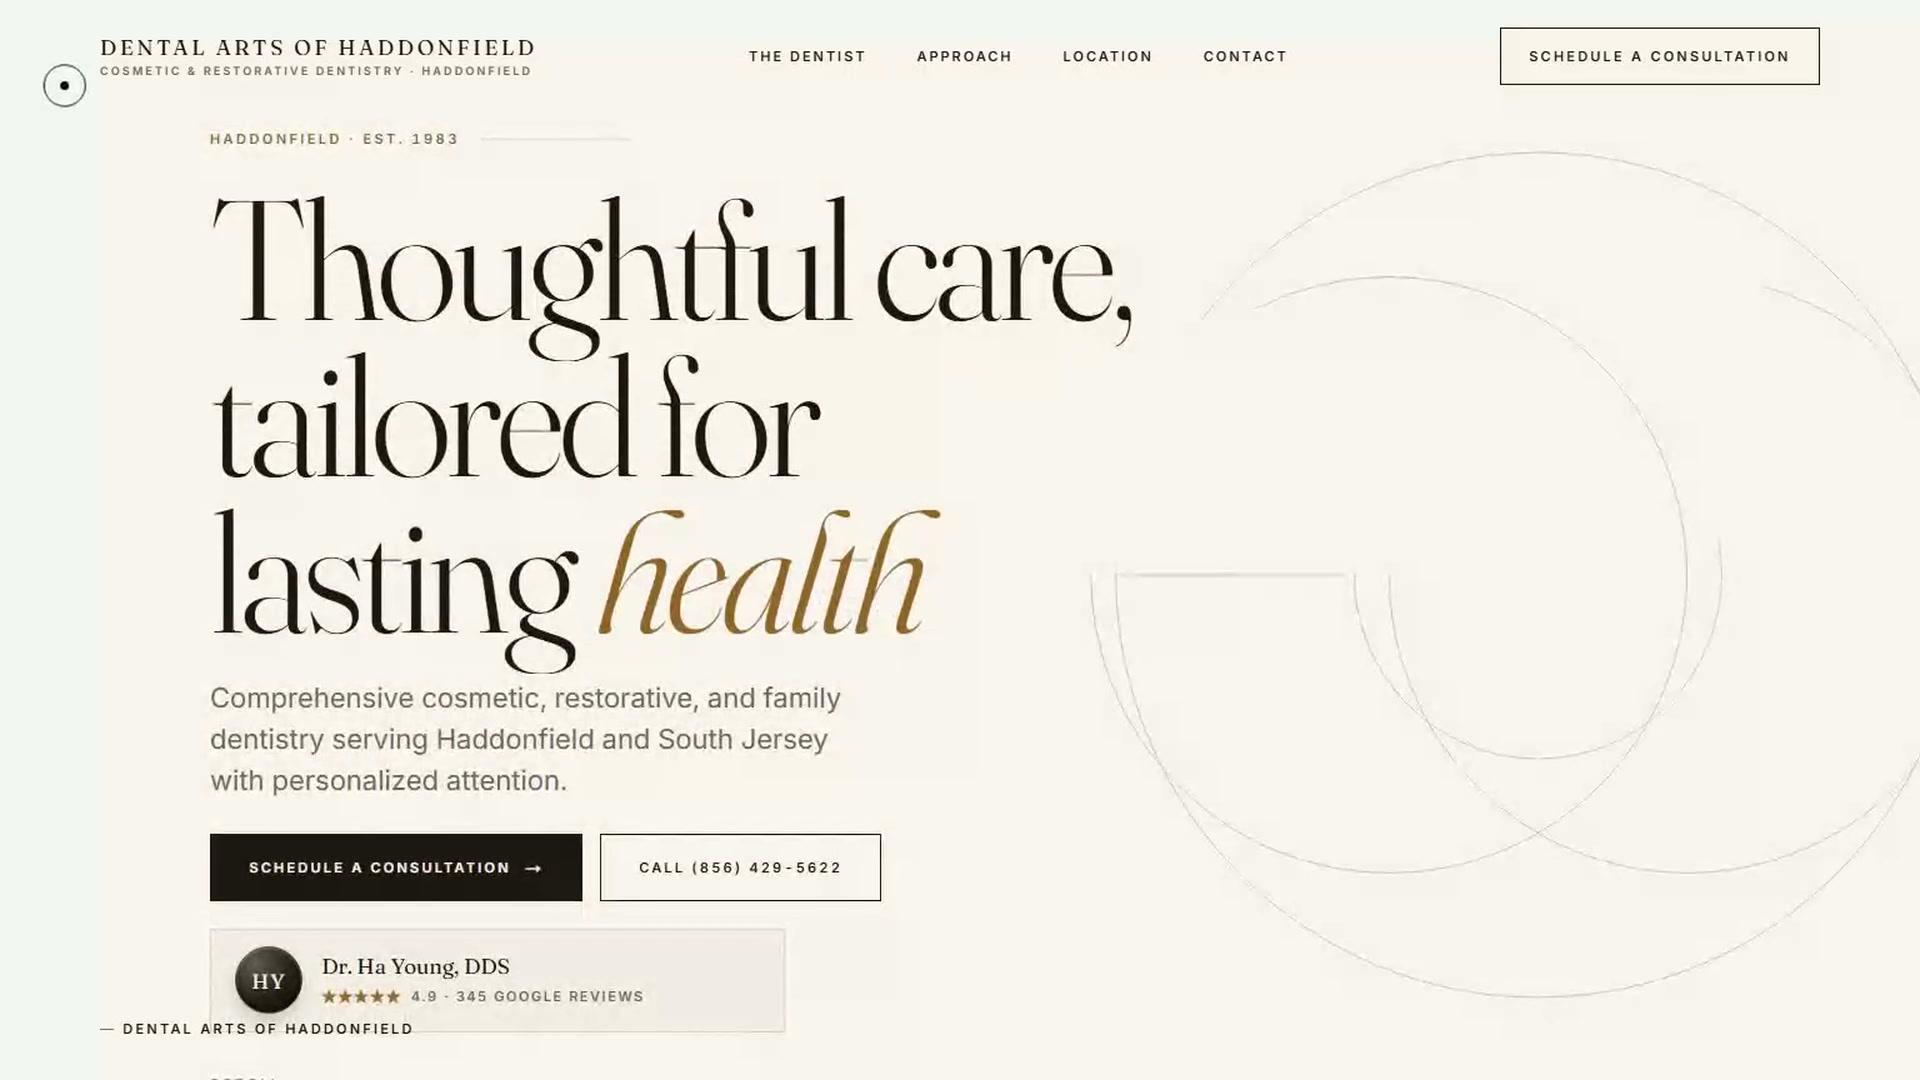 DENTAL ARTS OF HADDONFIELD
COSMETIC & RESTORATIVE DENTISTRY · HADDONFIELD
THE DENTIST
APPROACH
LOCATION
CONTACT
SCHEDULE A CONSULTATION
HADDONFIELD · EST. 1983
Thoughtful care,
tailored for
lasting health
Comprehensive cosmetic, restorative, and family
dentistry serving Haddonfield and South Jersey
with personalized attention.
SCHEDULE A CONSULTATION →
CALL (856) 429-5622
HY
Dr. Ha Young, DDS
★★★★★ 4.9 · 345 GOOGLE REVIEWS
— DENTAL ARTS OF HADDONFIELD